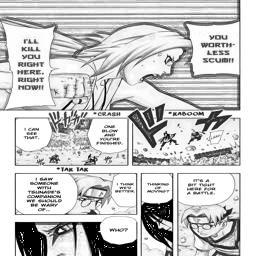 YOU
WORTH-
LESS
SCUM!!
I'LL
KILL YOU
RIGHT
HERE,
RIGHT
NOW!!
*KABOOM
*CRASH
ONE
BLOW AND
YOU'RE
FINISHED.
I CAN
SEE
THAT.
*TAK TAK
IT'S A
BIT TIGHT
HERE FOR
A BATTLE.
THINKING
OF
MOVING?
I THINK
WE'D
BETTER.
I SAW
SOMEONE
WITH
TSUNADE'S
COMPANION
WE SHOULD
BE WARY
OF...
WHO?